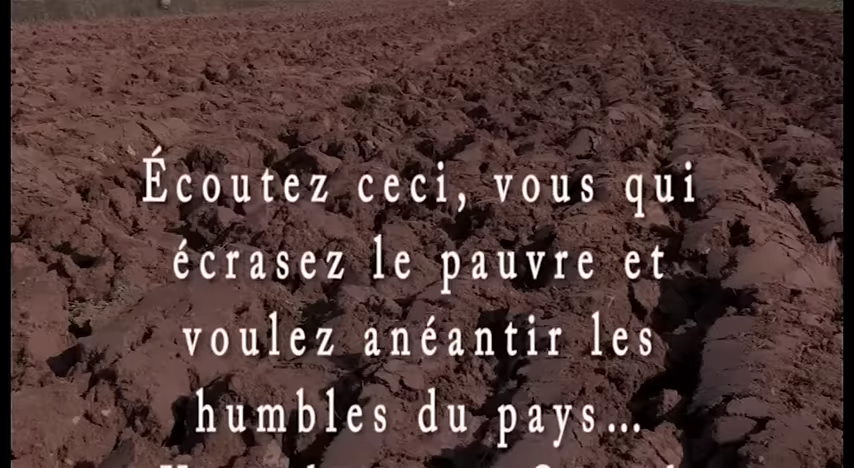 Écoutez ceci, vous qui
écrasez le pauvre et
voulez anéantir les
humbles du pays…